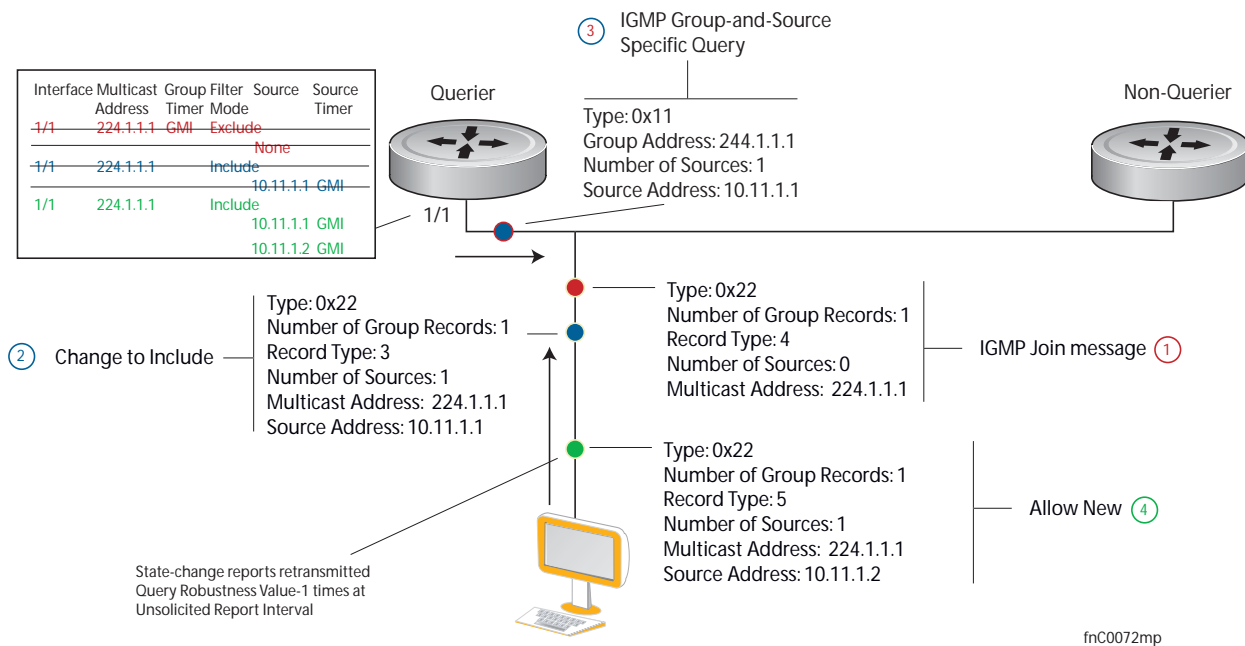 3
IGMP Group-and-Source
Specific Query
Interface Multicast Group Filter Source Source
Address Timer Mode Timer
1/1 224.1.1.1 GMI Exclude
None
1/1 224.1.1.1 Include
10.11.1.1 GMI
1/1 224.1.1.1 Include
10.11.1.1 GMI
10.11.1.2 GMI
Querier
Non-Querier
Type: 0x11
Group Address: 244.1.1.1
Number of Sources: 1
Source Address: 10.11.1.1
1/1
2 Change to Include
Type: 0x22
Number of Group Records: 1
Record Type: 3
Number of Sources: 1
Multicast Address: 224.1.1.1
Source Address: 10.11.1.1
Type: 0x22
Number of Group Records: 1
Record Type: 4
Number of Sources: 0
Multicast Address: 224.1.1.1
IGMP Join message 1
Type: 0x22
Number of Group Records: 1
Record Type: 5
Number of Sources: 1
Multicast Address: 224.1.1.1
Source Address: 10.11.1.2
Allow New 4
State-change reports retransmitted
Query Robustness Value-1 times at
Unsolicited Report Interval
fnC0072mp